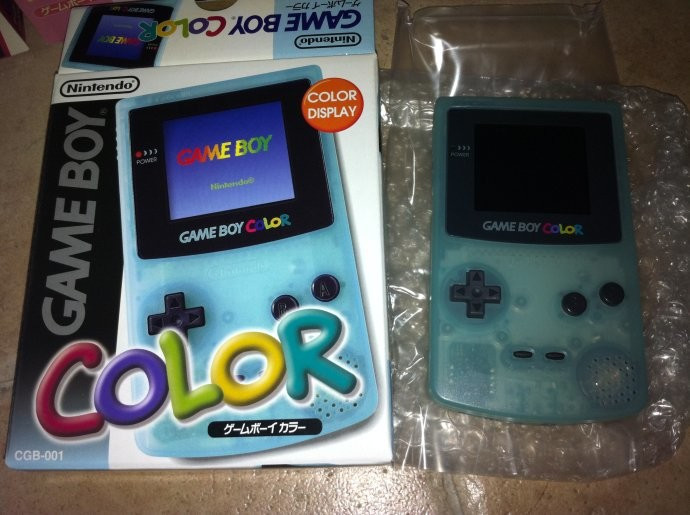 GAME BOY COLOR
ゲームボーイ カラー
Nintendo
GAME BOY
Nintendo
GAME BOY
COLOR DISPLAY
POWER
GAME BOY
Nintendo®
GAME BOY COLOR
A
COLOR
ゲームボーイ カラー
CGB-001
POWER
GAME BOY COLOR